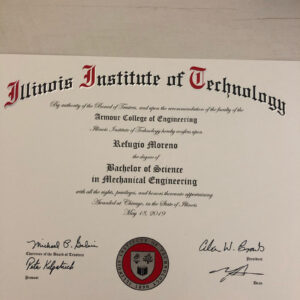 Illinois Institute of Technology
By authority of the Board of Trustees, and upon the recommendation of the faculty of the
Armour College of Engineering
Illinois Institute of Technology hereby confers upon
Refugio Moreno
the degree of
Bachelor of Science
in Mechanical Engineering
with all the rights, privileges, and honors thereunto appertaining
Awarded at Chicago, in the State of Illinois
May 18, 2019
Chairman of the Board of Trustees
President
Pete Kilpatrick
Provost
Dean